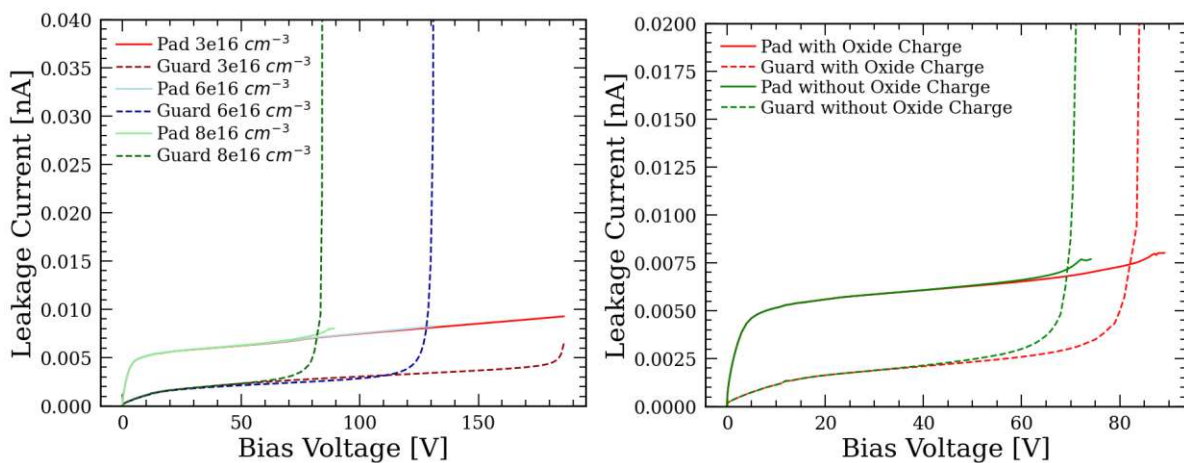 Leakage Current [nA]
0.040
0.035
0.030
0.025
0.020
0.015
0.010
0.005
0.000
Pad 3e16 cm⁻³
Guard 3e16 cm⁻³
Pad 6e16 cm⁻³
Guard 6e16 cm⁻³
Pad 8e16 cm⁻³
Guard 8e16 cm⁻³
0 50 100 150
Bias Voltage [V]
Leakage Current [nA]
0.0200
0.0175
0.0150
0.0125
0.0100
0.0075
0.0050
0.0025
0.0000
Pad with Oxide Charge
Guard with Oxide Charge
Pad without Oxide Charge
Guard without Oxide Charge
0 20 40 60 80
Bias Voltage [V]